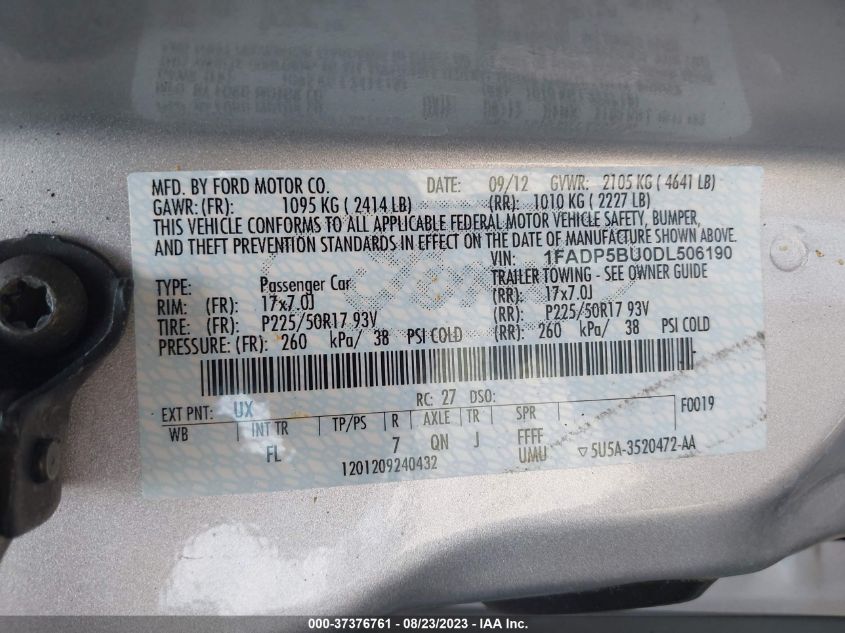 MFD. BY FORD MOTOR CO. DATE: 09/12 GVWR: 2105 KG ( 4641 LB)
GAWR: (FR): 1095 KG ( 2414 LB) (RR): 1010 KG ( 2227 LB)
THIS VEHICLE CONFORMS TO ALL APPLICABLE FEDERAL MOTOR VEHICLE SAFETY, BUMPER,
AND THEFT PREVENTION STANDARDS IN EFFECT ON THE DATE OF MANUFACTURE SHOWN ABOVE.
VIN: 1FADP5BU0DL506190
TYPE: Passenger Car TRAILER TOWING - SEE OWNER GUIDE
RIM: (FR): 17x7.0J (RR): 17x7.0J
TIRE: (FR): P225/50R17 93V (RR): P225/50R17 93V
PRESSURE: (FR): 260 kPa/ 38 PSI COLD (RR): 260 kPa/ 38 PSI COLD
EXT PNT: UX RC: 27 DSO: F0019
WB INT TR TP/PS R AXLE TR SPR
FL 7 QN J FFFF
1201209240432 UMU ▽ 5U5A-3520472-AA
000-37376761 - 08/23/2023 - IAAI.com